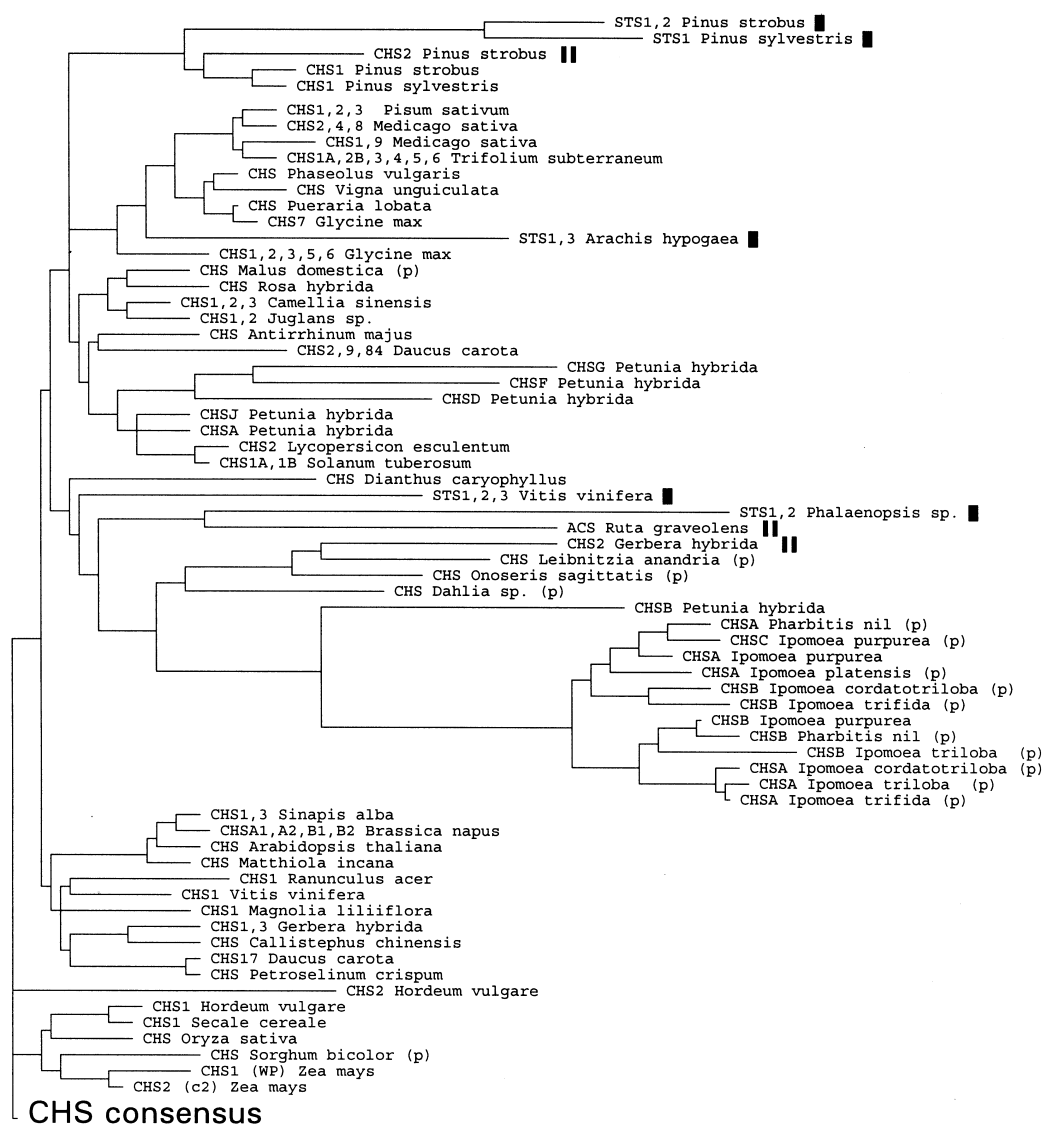 STS1,2 Pinus strobus
STS1 Pinus sylvestris
CHS2 Pinus strobus
CHS1 Pinus strobus
CHS1 Pinus sylvestris
CHS1,2,3 Pisum sativum
CHS2,4,8 Medicago sativa
CHS1,9 Medicago sativa
CHS1A,2B,3,4,5,6 Trifolium subterraneum
CHS Phaseolus vulgaris
CHS Vigna unguiculata
CHS Pueraria lobata
CHS7 Glycine max
STS1,3 Arachis hypogaea
CHS1,2,3,5,6 Glycine max
CHS Malus domestica (p)
CHS Rosa hybrida
CHS1,2,3 Camellia sinensis
CHS1,2 Juglans sp.
CHS Antirrhinum majus
CHS2,9,84 Daucus carota
CHSG Petunia hybrida
CHSF Petunia hybrida
CHSD Petunia hybrida
CHSJ Petunia hybrida
CHSA Petunia hybrida
CHS2 Lycopersicon esculentum
CHS1A,1B Solanum tuberosum
CHS Dianthus caryophyllus
STS1,2,3 Vitis vinifera
STS1,2 Phalaenopsis sp.
ACS Ruta graveolens
CHS2 Gerbera hybrida
CHS Leibnitzia anandria (p)
CHS Onoseris sagittatis (p)
CHS Dahlia sp. (p)
CHSB Petunia hybrida
CHSA Pharbitis nil (p)
CHSC Ipomoea purpurea (p)
CHSA Ipomoea purpurea
CHSA Ipomoea platensis (p)
CHSB Ipomoea cordatotriloba (p)
CHSB Ipomoea trifida (p)
CHSB Ipomoea purpurea
CHSB Pharbitis nil (p)
CHSB Ipomoea triloba (p)
CHSA Ipomoea cordatotriloba (p)
CHSA Ipomoea triloba (p)
CHSA Ipomoea trifida (p)
CHS1,3 Sinapis alba
CHSA1,A2,B1,B2 Brassica napus
CHS Arabidopsis thaliana
CHS Matthiola incana
CHS1 Ranunculus acer
CHS1 Vitis vinifera
CHS1 Magnolia liliiflora
CHS1,3 Gerbera hybrida
CHS Callistephus chinensis
CHS17 Daucus carota
CHS Petroselinum crispum
CHS2 Hordeum vulgare
CHS1 Hordeum vulgare
CHS1 Secale cereale
CHS Oryza sativa
CHS Sorghum bicolor (p)
CHS1 (WP) Zea mays
CHS2 (c2) Zea mays
CHS consensus